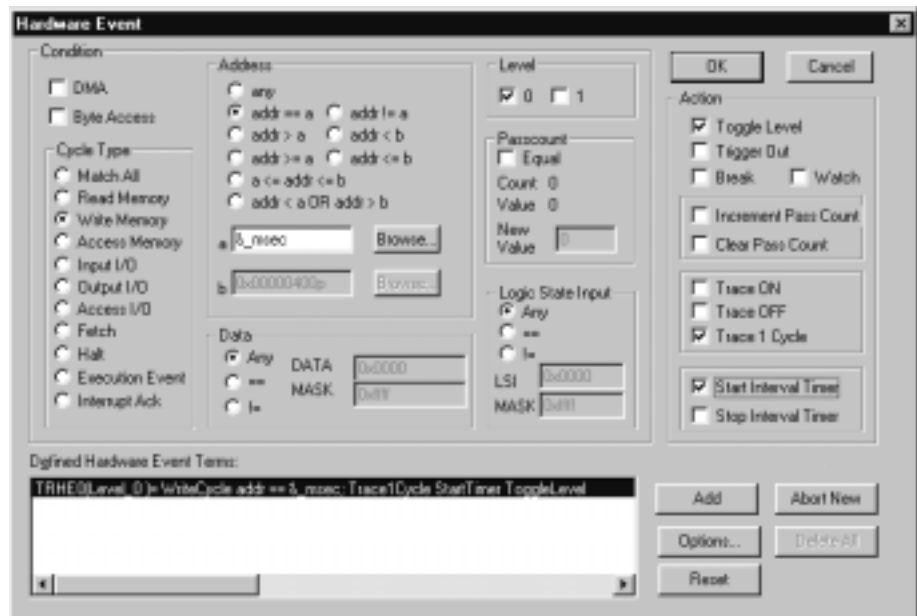 Hardware Event
Condition
DMA
Byte Access
Cycle Type
Match All
Read Memory
Write Memory
Access Memory
Input I/O
Output I/O
Access I/O
Fetch
Halt
Execution Event
Interrupt Ack
Address
any
addr == a addr != a
addr > a addr < b
addr >= a addr <= b
a <= addr <= b
addr < a OR addr > b
a &_msec Browse...
b 0x00000400p Browse...
Data
Any
==
!=
DATA 0x0000
MASK 0xffff
Level
0 1
Passcount
Equal
Count 0
Value 0
New Value 0
Logic State Input
Any
==
!=
LSI 0x0000
MASK 0xffff
OK Cancel
Action
Toggle Level
Trigger Out
Break Watch
Increment Pass Count
Clear Pass Count
Trace ON
Trace OFF
Trace 1 Cycle
Start Interval Timer
Stop Interval Timer
Defined Hardware Event Terms:
TRHE0(Level_0)= WriteCycle addr == &_msec; Trace1Cycle StartTimer ToggleLevel
Add Abort New
Options... Delete All
Reset